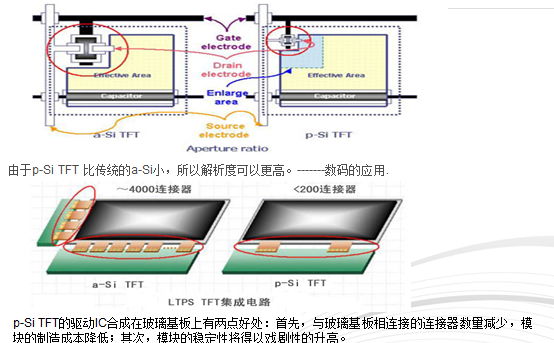 Gate
electrode
Effective Area
Drain
electrode
Effective Area
Enlarge
area
Capacitor
Capacitor
a-Si TFT
Source
electrode
p-Si TFT
Aperture ratio
由于p-Si TFT 比传统的a-Si小，所以解析度可以更高。-------数码的应用.
～4000连接器
<200连接器
a-Si TFT
p-Si TFT
LTPS TFT集成电路
p-Si TFT的驱动IC合成在玻璃基板上有两点好处：首先，与玻璃基板相连接的连接器数量减少，模
块的制造成本降低；其次，模块的稳定性将得以戏剧性的升高。